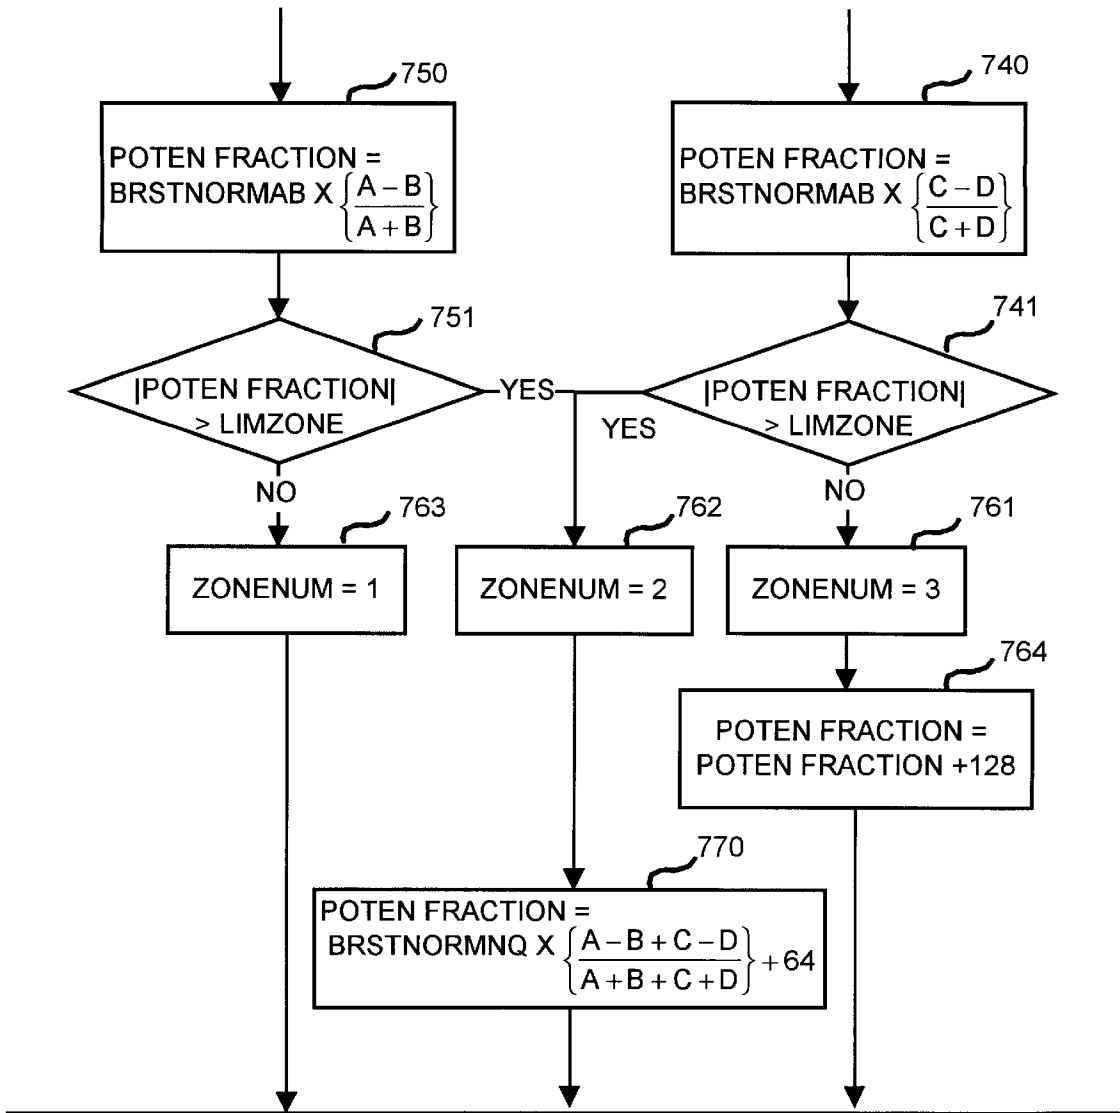 750
740
POTEN FRACTION =
BRSTNORMAB X {(A − B)/(A + B)}
POTEN FRACTION =
BRSTNORMAB X {(C − D)/(C + D)}
751
741
|POTEN FRACTION|
> LIMZONE
YES
YES
|POTEN FRACTION|
> LIMZONE
NO
NO
763
762
761
ZONENUM = 1
ZONENUM = 2
ZONENUM = 3
764
POTEN FRACTION =
POTEN FRACTION +128
770
POTEN FRACTION =
BRSTNORMNQ X {(A − B + C − D)/(A + B + C + D)} + 64